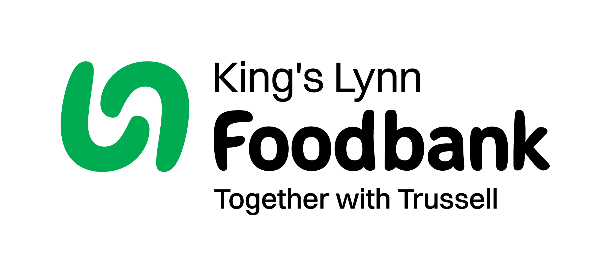 King's Lynn
Foodbank
Together with Trussell